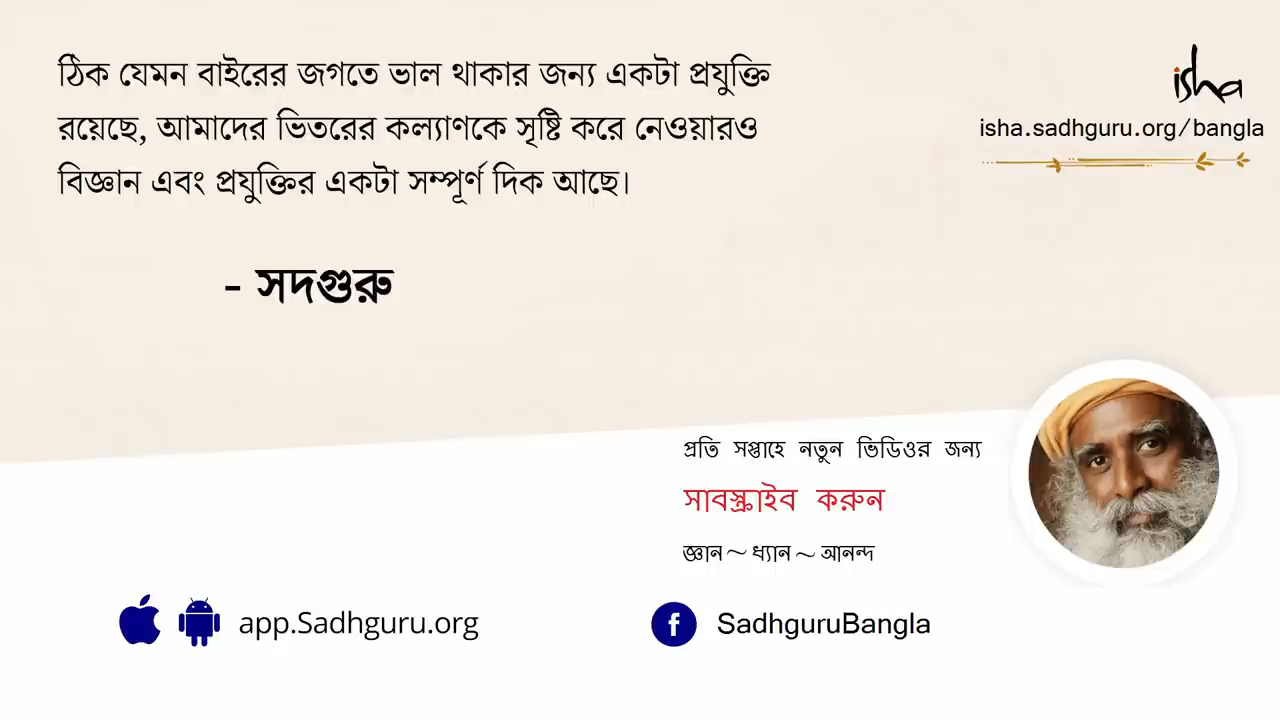 ঠিক যেমন বাইরের জগতে ভাল থাকার জন্য একটা প্রযুক্তি
রয়েছে, আমাদের ভিতরের কল্যাণকে সৃষ্টি করে নেওয়ারও
বিজ্ঞান এবং প্রযুক্তির একটা সম্পূর্ণ দিক আছে।
- সদগুরু
isha
isha.sadhguru.org/bangla
প্রতি সপ্তাহে নতুন ভিডিওর জন্য
সাবস্ক্রাইব করুন
জ্ঞান ~ ধ্যান ~ আনন্দ
app.Sadhguru.org
f SadhguruBangla